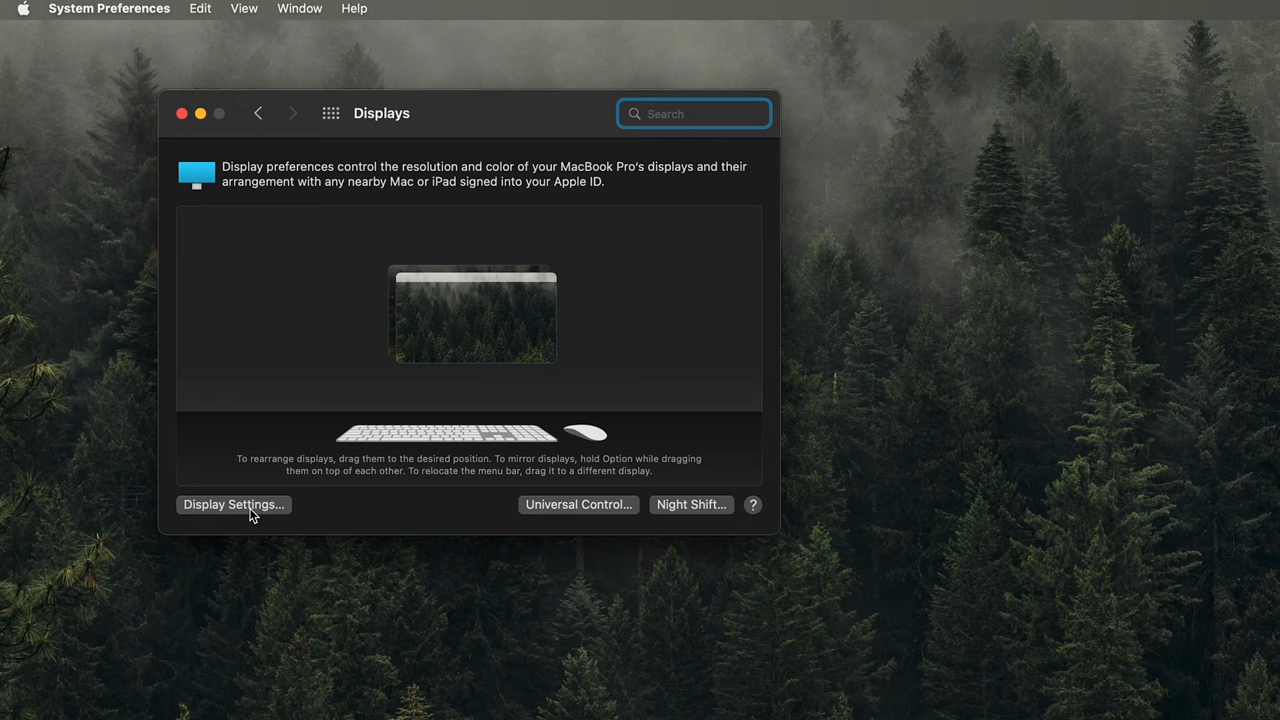 System Preferences Edit View Window Help
Displays
Search
Display preferences control the resolution and color of your MacBook Pro's displays and their
arrangement with any nearby Mac or iPad signed into your Apple ID.
To rearrange displays, drag them to the desired position. To mirror displays, hold Option while dragging
them on top of each other. To relocate the menu bar, drag it to a different display.
Display Settings... Universal Control... Night Shift... ?